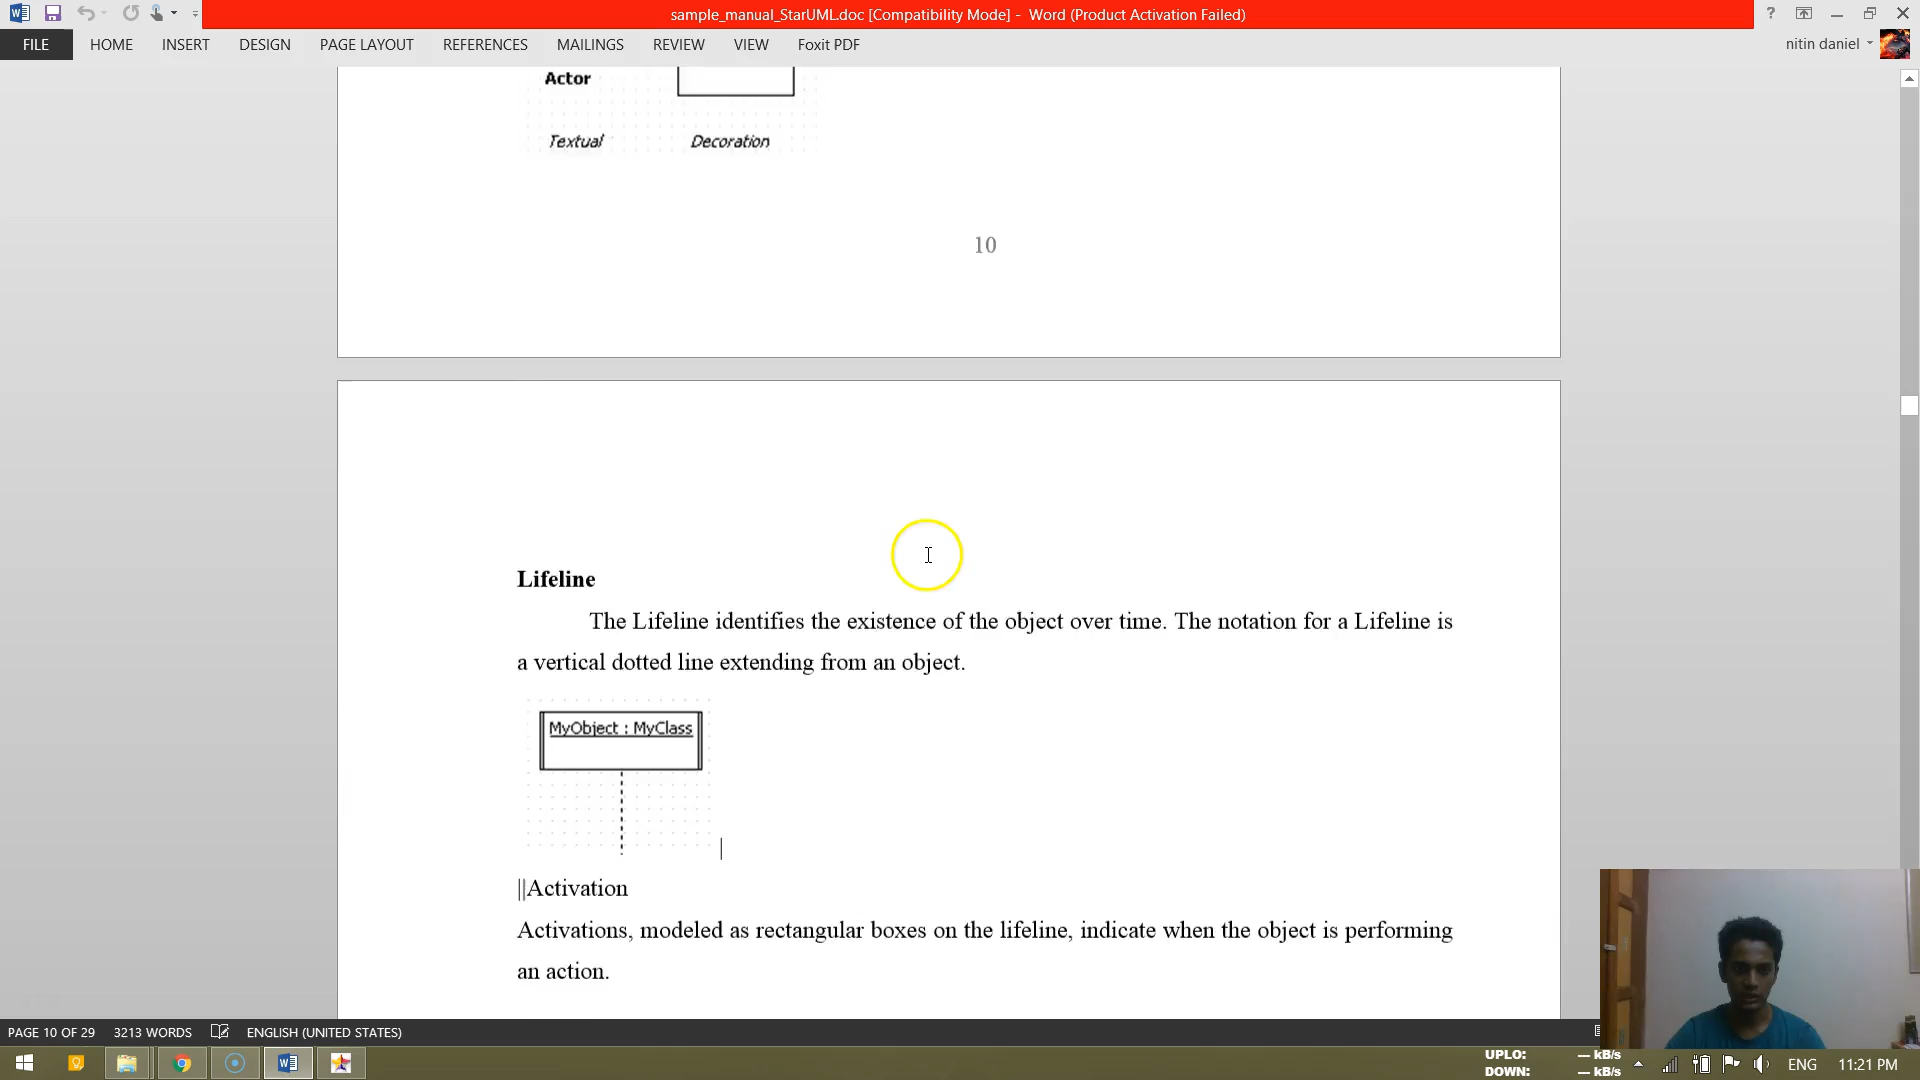 sample_manual_StarUML.doc [Compatibility Mode] - Word (Product Activation Failed)
?
FILE HOME INSERT DESIGN PAGE LAYOUT REFERENCES MAILINGS REVIEW VIEW Foxit PDF
nitin daniel
Actor
Textual Decoration
10
Lifeline
The Lifeline identifies the existence of the object over time. The notation for a Lifeline is
a vertical dotted line extending from an object.
MyObject : MyClass
||Activation
Activations, modeled as rectangular boxes on the lifeline, indicate when the object is performing
an action.
PAGE 10 OF 29 3213 WORDS ENGLISH (UNITED STATES)
UPLO: --- kB/s
DOWN: --- kB/s
ENG 11:21 PM